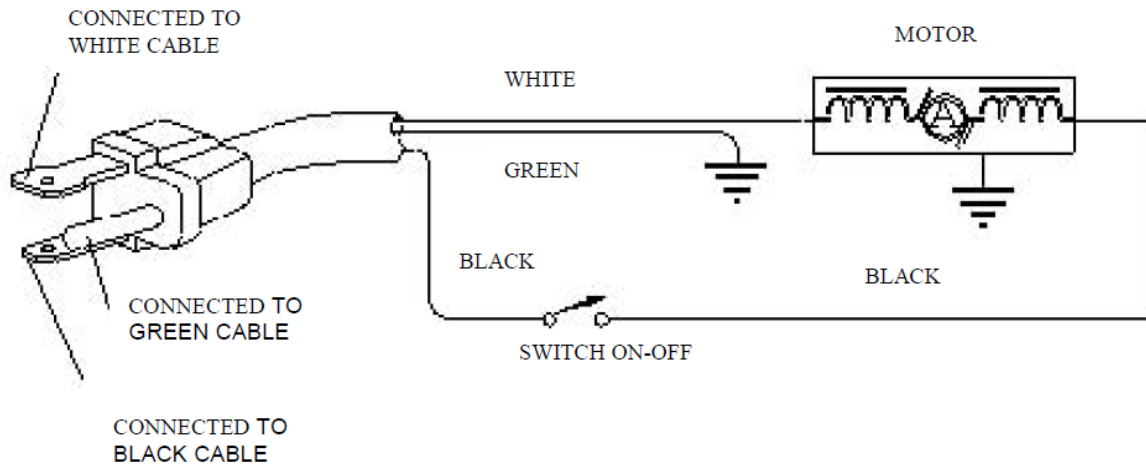 CONNECTED TO
WHITE CABLE
MOTOR
WHITE
A
GREEN
BLACK
BLACK
CONNECTED TO
GREEN CABLE
SWITCH ON-OFF
CONNECTED TO
BLACK CABLE